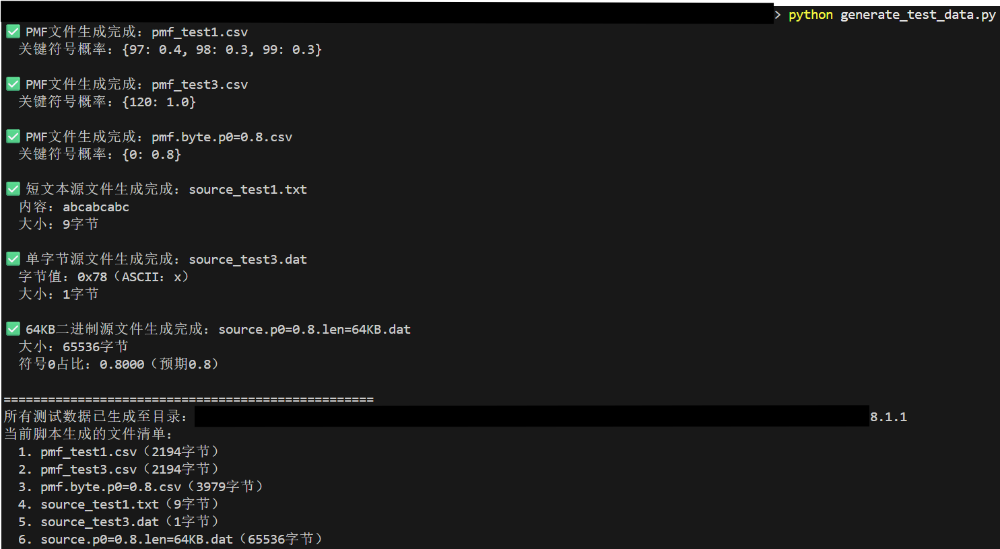 > python generate_test_data.py
✅ PMF文件生成完成：pmf_test1.csv
关键符号概率：{97: 0.4, 98: 0.3, 99: 0.3}
✅ PMF文件生成完成：pmf_test3.csv
关键符号概率：{120: 1.0}
✅ PMF文件生成完成：pmf.byte.p0=0.8.csv
关键符号概率：{0: 0.8}
✅ 短文本源文件生成完成：source_test1.txt
内容：abcabcabc
大小：9字节
✅ 单字节源文件生成完成：source_test3.dat
字节值：0x78（ASCII：x）
大小：1字节
✅ 64KB二进制源文件生成完成：source.p0=0.8.len=64KB.dat
大小：65536字节
符号0占比：0.8000（预期0.8）
==================================================
所有测试数据已生成至目录：8.1.1
当前脚本生成的文件清单：
1. pmf_test1.csv（2194字节）
2. pmf_test3.csv（2194字节）
3. pmf.byte.p0=0.8.csv（3979字节）
4. source_test1.txt（9字节）
5. source_test3.dat（1字节）
6. source.p0=0.8.len=64KB.dat（65536字节）